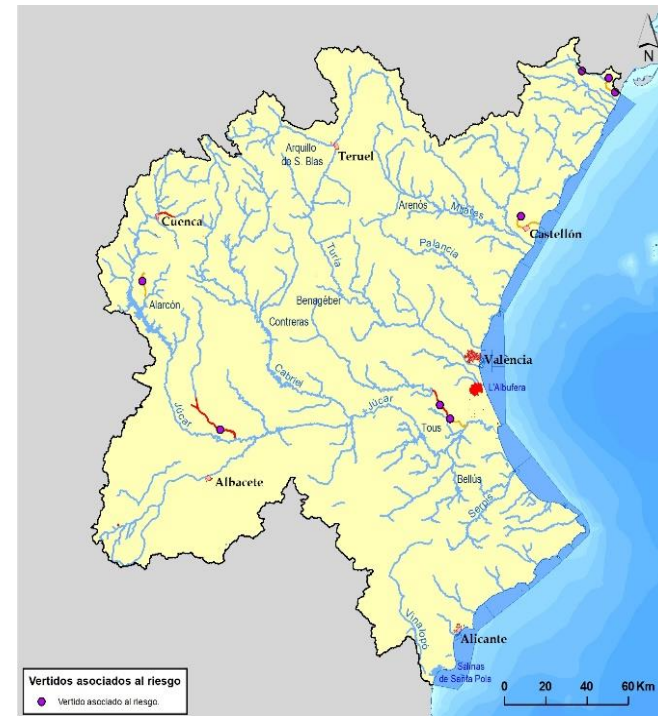 N
Arquillo
de S. Blas
Teruel
Arenós
Mijares
Cuenca
Castellón
Palancia
Turia
Alarcón
Benagéber
Contreras
València
Cabriel
L'Albufera
Júcar
Júcar
Tous
Albacete
Bellús
Serpis
Vinalopó
Alicante
Salinas
de Santa Pola
Vertidos asociados al riesgo
Vertido asociado al riesgo.
0 20 40 60 Km